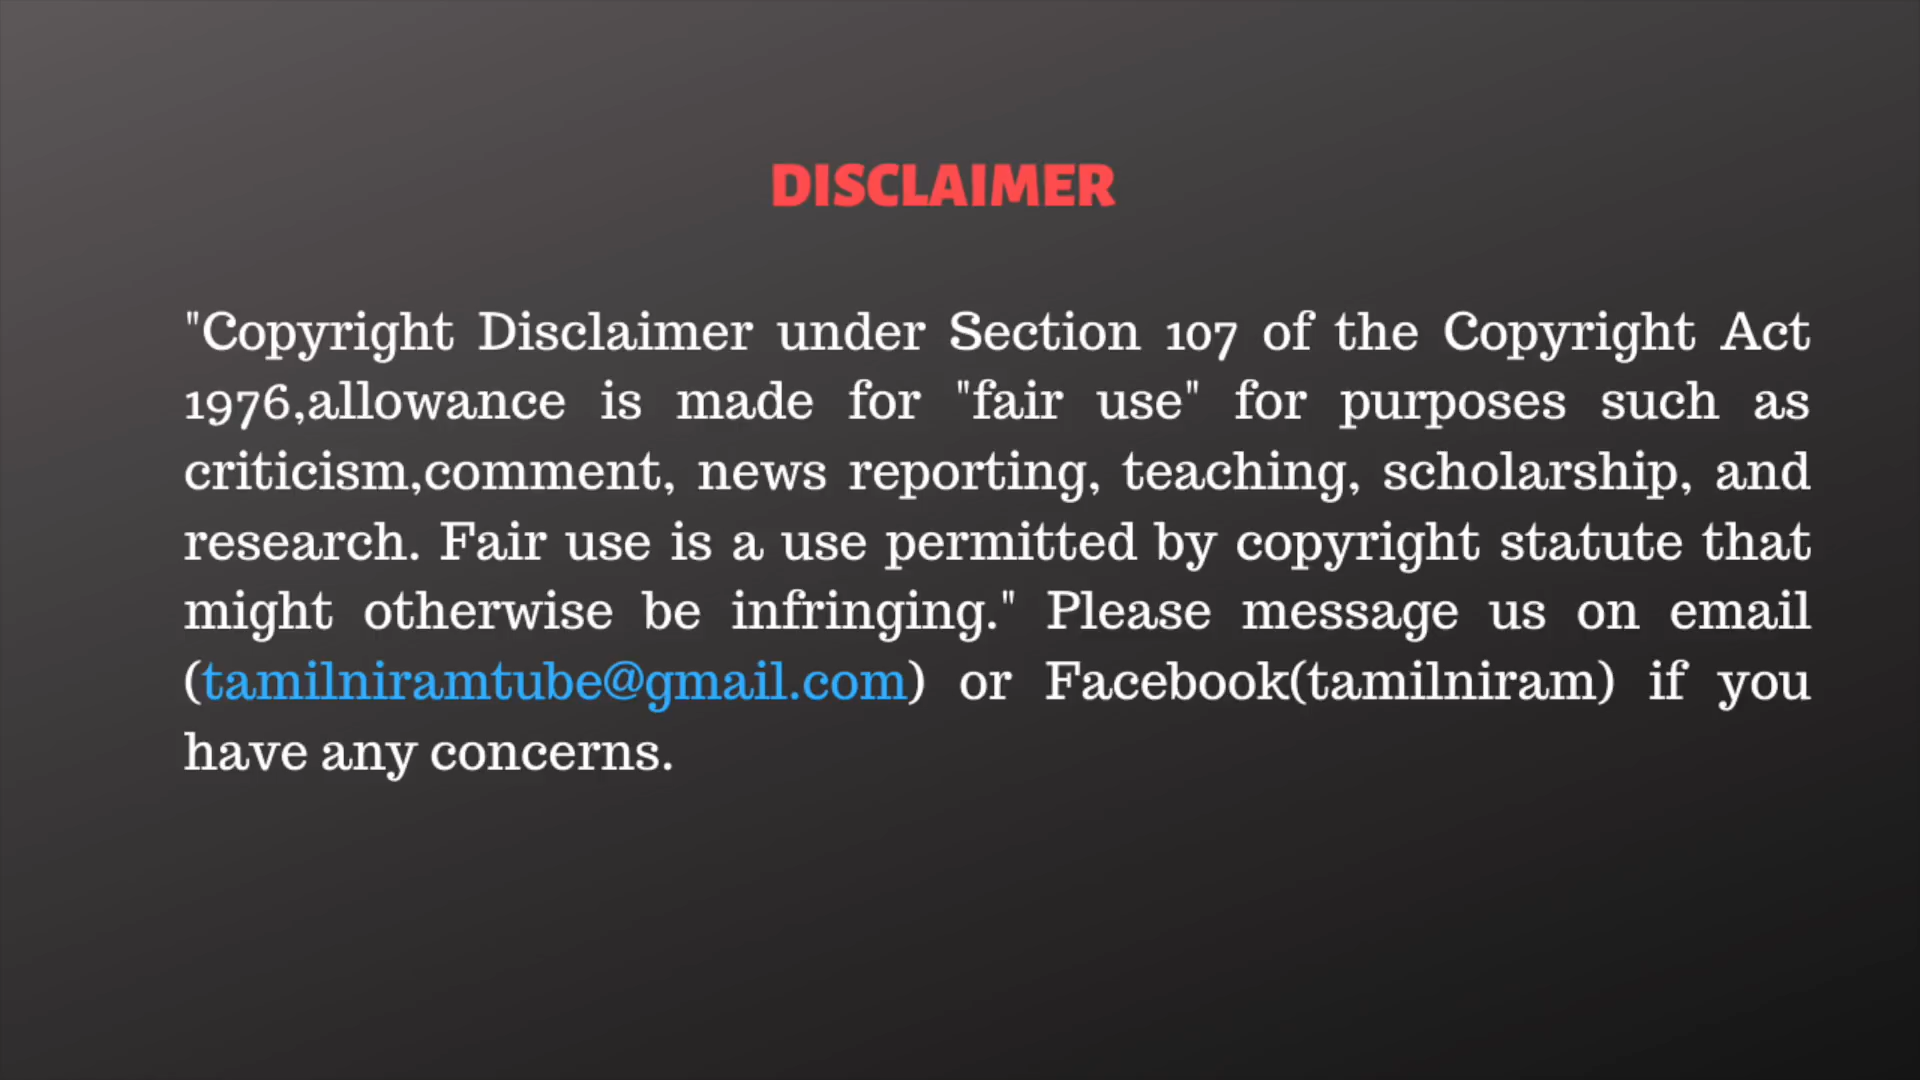 DISCLAIMER
"Copyright Disclaimer under Section 107 of the Copyright Act
1976,allowance is made for "fair use" for purposes such as
criticism,comment, news reporting, teaching, scholarship, and
research. Fair use is a use permitted by copyright statute that
might otherwise be infringing." Please message us on email
(tamilniramtube@gmail.com) or Facebook(tamilniram) if you
have any concerns.